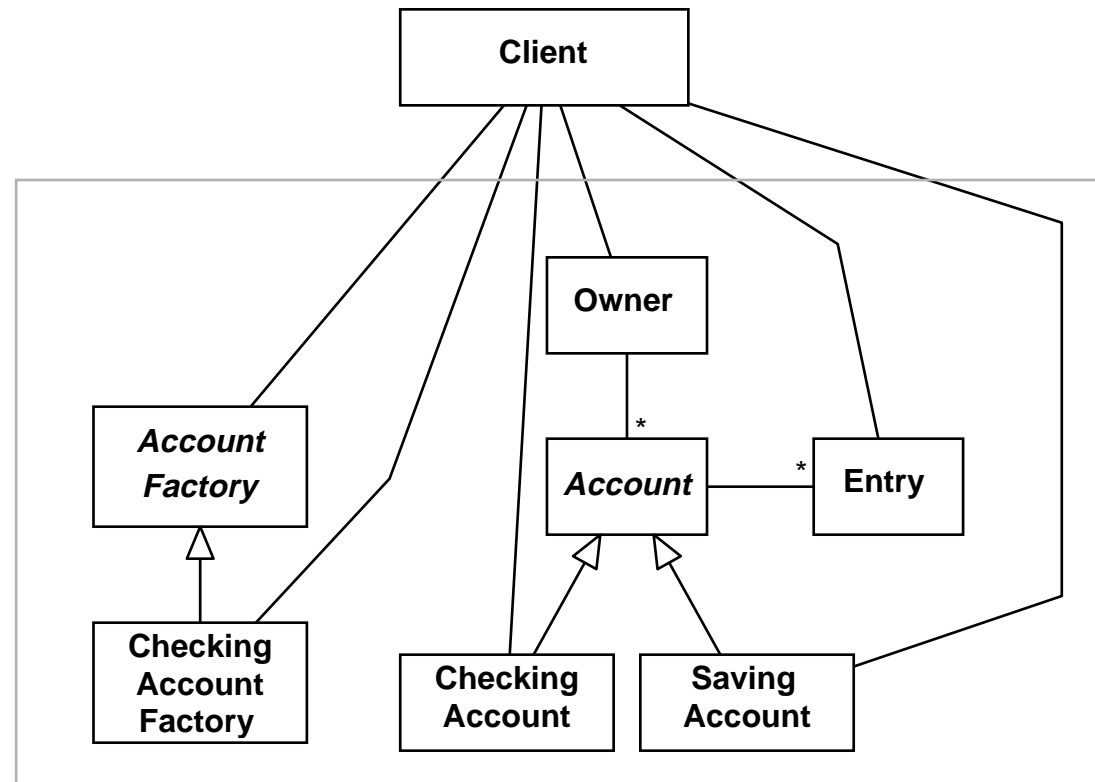 Client
Owner
*
Account
Factory
Account
*
Entry
Checking
Account
Factory
Checking
Account
Saving
Account